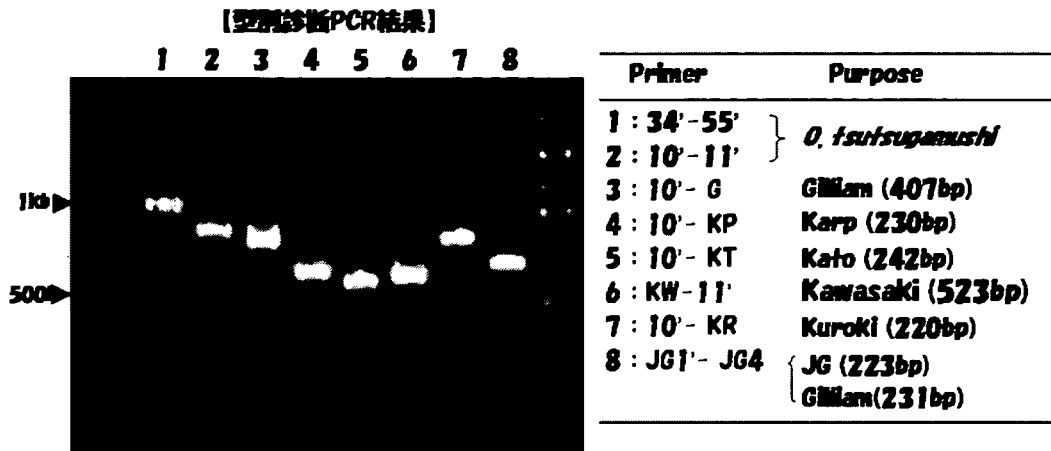 【型別診断PCR結果】
1 2 3 4 5 6 7 8
1kb
500
Primer Purpose
1 : 34'-55'
O. tsutsugamushi
2 : 10'-11'
3 : 10'- G Gilliam (407bp)
4 : 10'- KP Karp (230bp)
5 : 10'- KT Kato (242bp)
6 : KW-11' Kawasaki (523bp)
7 : 10'- KR Kuroki (220bp)
8 : JG1'- JG4 JG (223bp)
Gilliam(231bp)